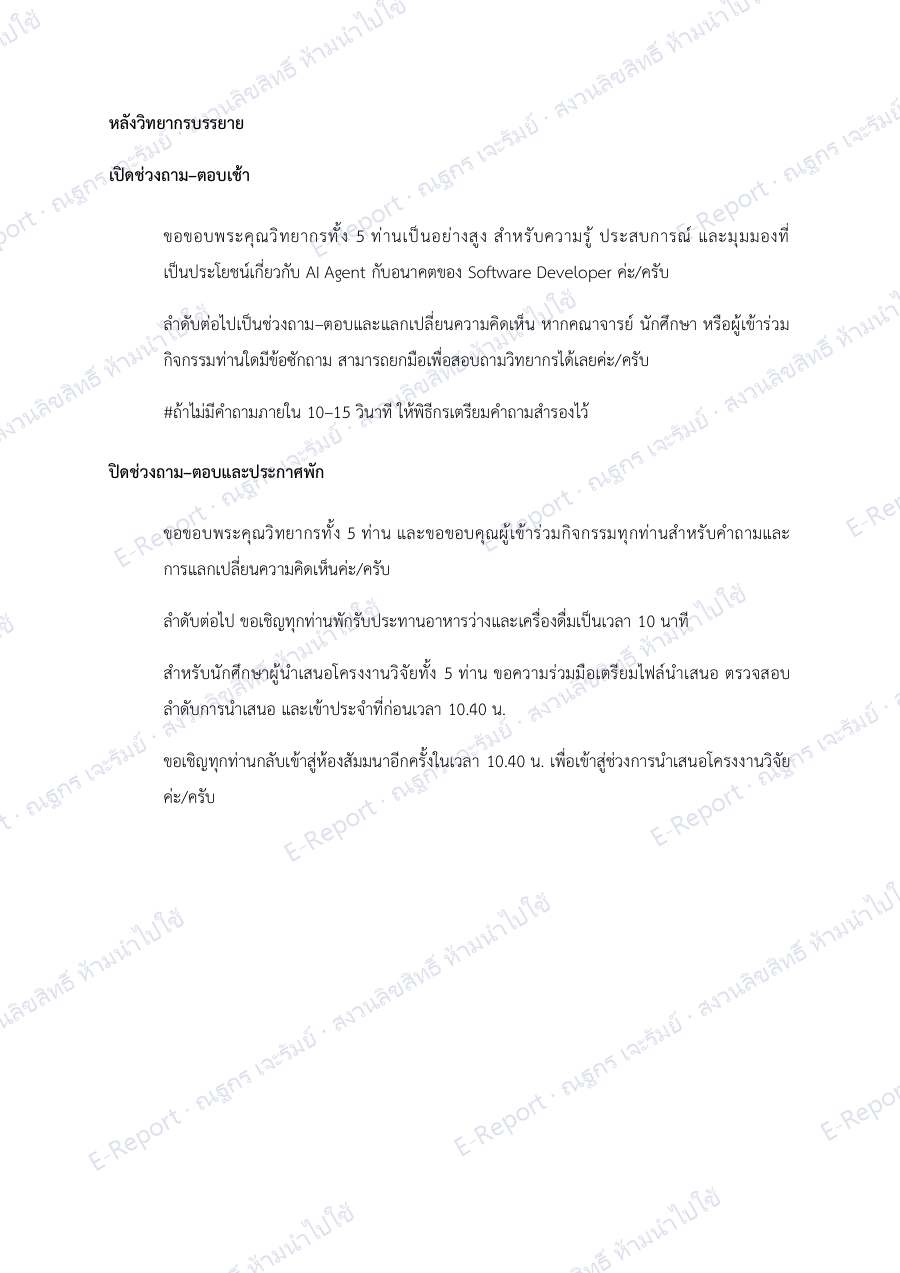 หลังวิทยากรบรรยาย
เปิดช่วงถาม–ตอบเช้า
ขอขอบพระคุณวิทยากรทั้ง 5 ท่านเป็นอย่างสูง สำหรับความรู้ ประสบการณ์ และมุมมองที่
เป็นประโยชน์เกี่ยวกับ AI Agent กับอนาคตของ Software Developer ค่ะ/ครับ
ลำดับต่อไปเป็นช่วงถาม–ตอบและแลกเปลี่ยนความคิดเห็น หากคณาจารย์ นักศึกษา หรือผู้เข้าร่วม
กิจกรรมท่านใดมีข้อซักถาม สามารถยกมือเพื่อสอบถามวิทยากรได้เลยค่ะ/ครับ
#ถ้าไม่มีคำถามภายใน 10–15 วินาที ให้พิธีกรเตรียมคำถามสำรองไว้
ปิดช่วงถาม–ตอบและประกาศพัก
ขอขอบพระคุณวิทยากรทั้ง 5 ท่าน และขอขอบคุณผู้เข้าร่วมกิจกรรมทุกท่านสำหรับคำถามและ
การแลกเปลี่ยนความคิดเห็นค่ะ/ครับ
ลำดับต่อไป ขอเชิญทุกท่านพักรับประทานอาหารว่างและเครื่องดื่มเป็นเวลา 10 นาที
สำหรับนักศึกษาผู้นำเสนอโครงงานวิจัยทั้ง 5 ท่าน ขอความร่วมมือเตรียมไฟล์นำเสนอ ตรวจสอบ
ลำดับการนำเสนอ และเข้าประจำที่ก่อนเวลา 10.40 น.
ขอเชิญทุกท่านกลับเข้าสู่ห้องสัมมนาอีกครั้งในเวลา 10.40 น. เพื่อเข้าสู่ช่วงการนำเสนอโครงงานวิจัย
ค่ะ/ครับ
E-Report · ณฐกร เจะรัมย์ · สงวนลิขสิทธิ์ ห้ามนำไปใช้